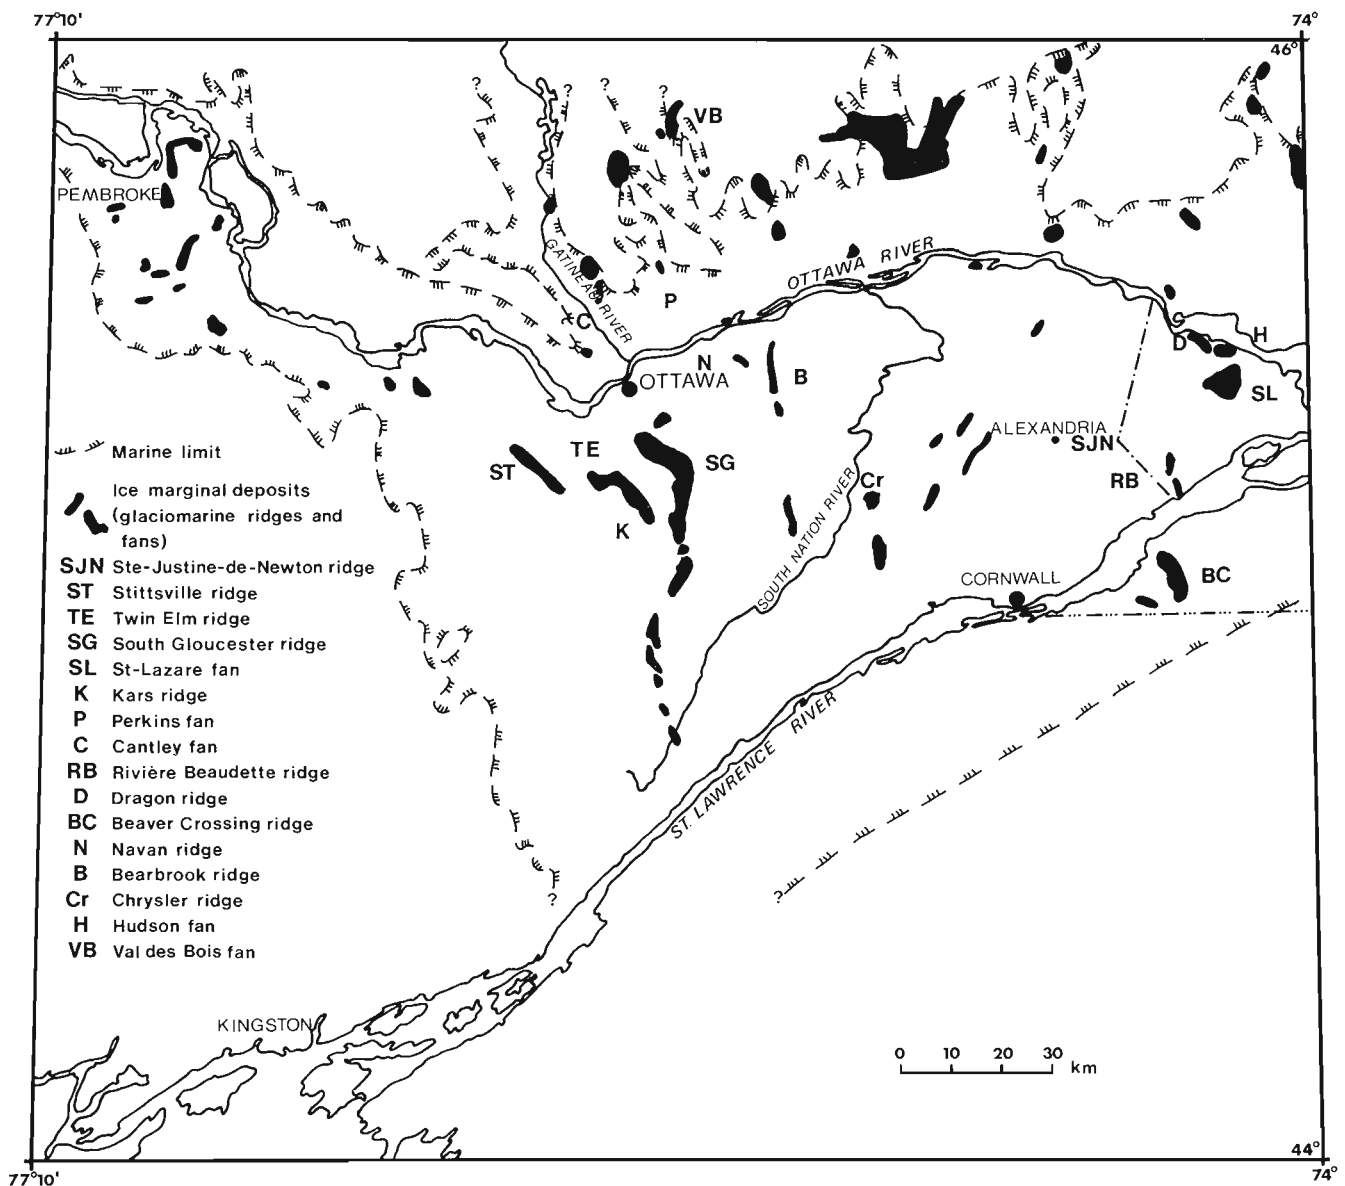 77°10'
74°
46°
?
?
?
?
VB
PEMBROKE
GATINEAU RIVER
OTTAWA RIVER
P
C
H
D
N
OTTAWA
B
SL
ALEXANDRIA
SJN
TE
SG
ST
RB
Cr
Marine limit
Ice marginal deposits
(glaciomarine ridges and
fans)
K
SOUTH NATION RIVER
CORNWALL
BC
SJN Ste-Justine-de-Newton ridge
ST Stittsville ridge
TE Twin Elm ridge
SG South Gloucester ridge
SL St-Lazare fan
K Kars ridge
P Perkins fan
C Cantley fan
RB Rivière Beaudette ridge
D Dragon ridge
BC Beaver Crossing ridge
N Navan ridge
B Bearbrook ridge
Cr Chrysler ridge
H Hudson fan
VB Val des Bois fan
ST. LAWRENCE RIVER
?
?
KINGSTON
0 10 20 30
km
44°
77°10'
74°